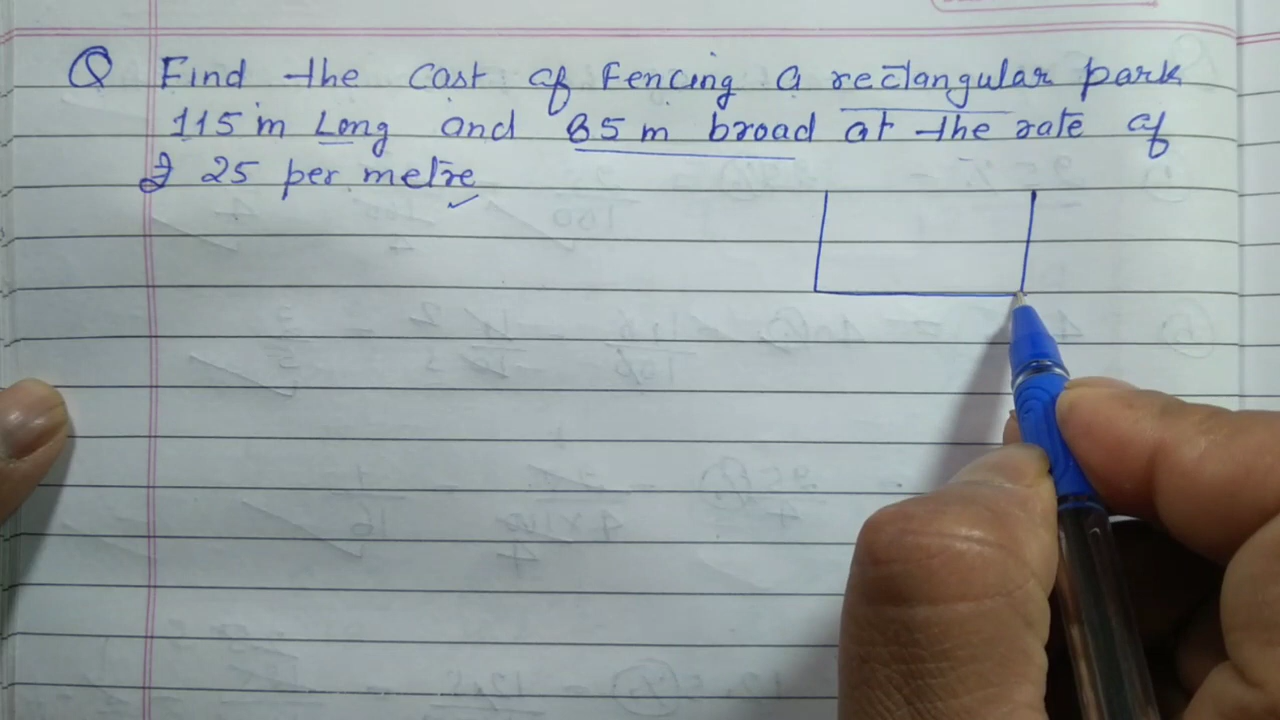 Q Find the Cost of Fencing a rectangular park
115 m Long and 85 m broad at the rate of
₹ 25 per metre